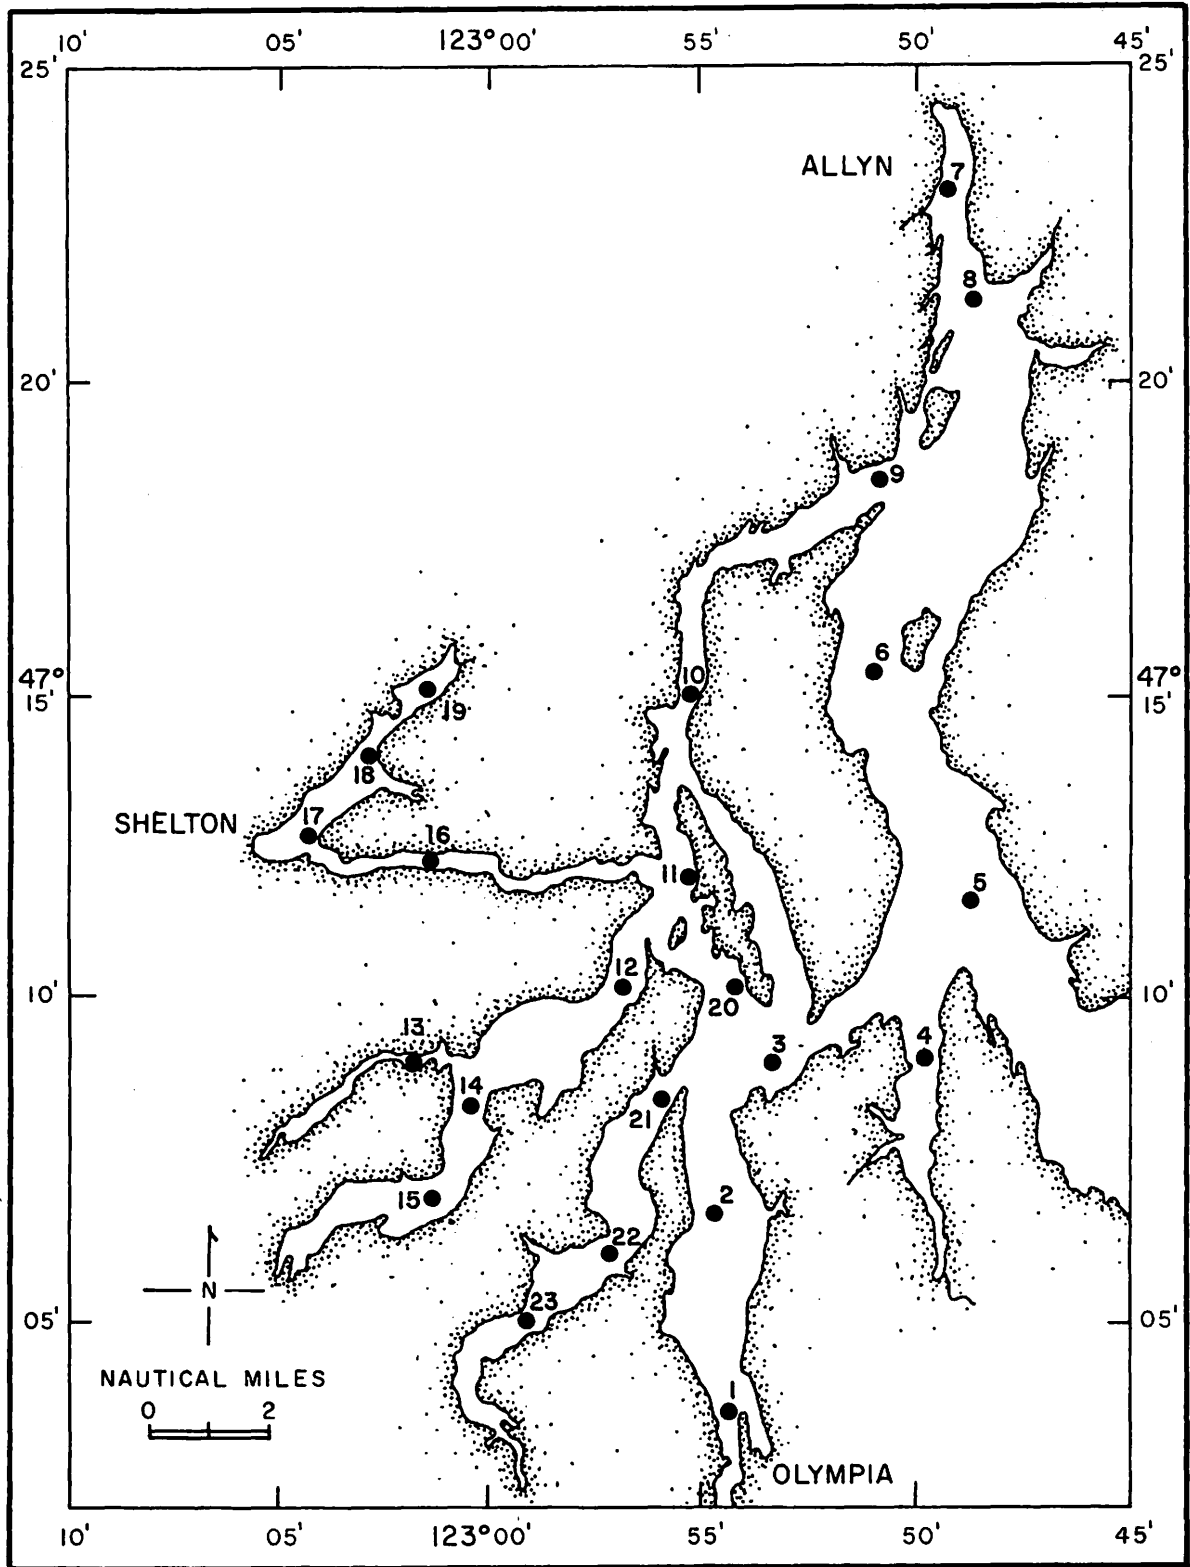 10' 05' 123°00' 55' 50' 45'
25' 25'
ALLYN
7
8
20' 20'
9
6
47° 10 47°
15' 19 15'
18
SHELTON 17
16
11 5
12
10' 20 10'
13 3 4
14
21
15 2
22
N
23
05' 05'
NAUTICAL MILES
0 2
1
OLYMPIA
10' 05' 123°00' 55' 50' 45'